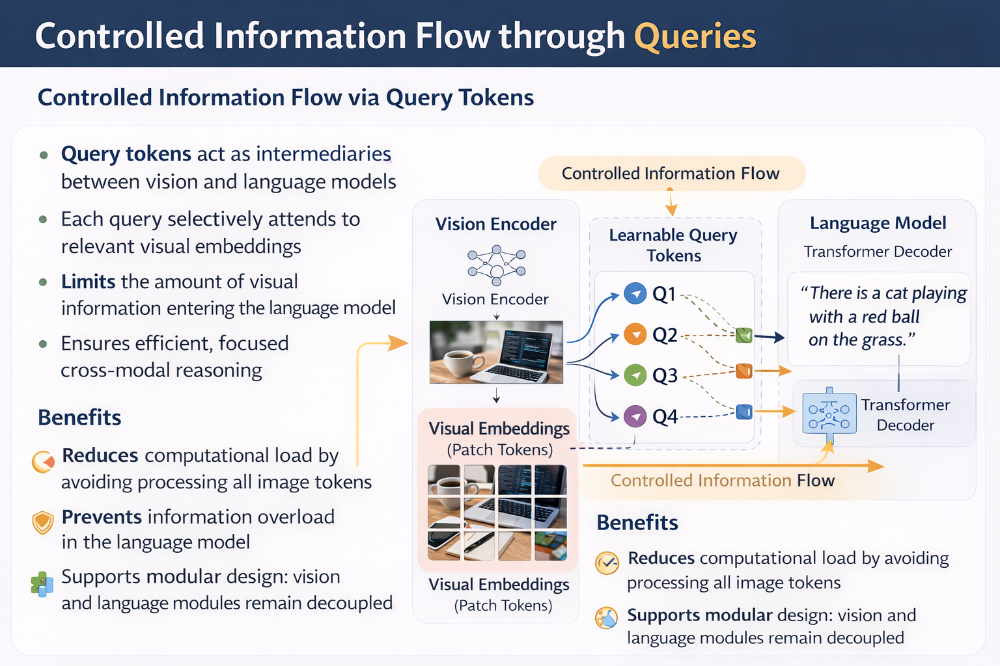 Controlled Information Flow through Queries
Controlled Information Flow via Query Tokens
• Query tokens act as intermediaries
between vision and language models
• Each query selectively attends to
relevant visual embeddings
• Limits the amount of visual
information entering the language model
• Ensures efficient, focused
cross-modal reasoning
Benefits
Reduces computational load by
avoiding processing all image tokens
Prevents information overload
in the language model
Supports modular design: vision
and language modules remain decoupled
Controlled Information Flow
Vision Encoder
Vision Encoder
Visual Embeddings
(Patch Tokens)
Visual Embeddings
(Patch Tokens)
Learnable Query
Tokens
Q1
Q2
Q3
Q4
Language Model
Transformer Decoder
“There is a cat playing
with a red ball
on the grass.”
Transformer
Decoder
Controlled Information Flow
Benefits
Reduces computational load by avoiding
processing all image tokens
Supports modular design: vision and
language modules remain decoupled